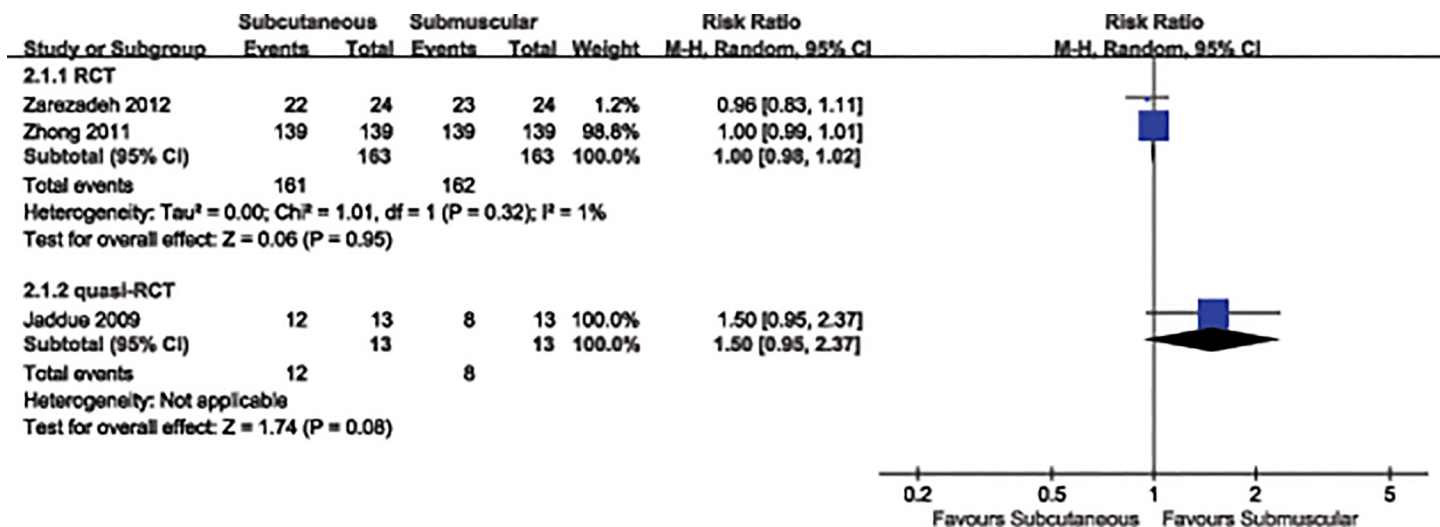 Subcutaneous Submuscular Risk Ratio Risk Ratio
Study or Subgroup Events Total Events Total Weight M-H, Random, 95% CI M-H, Random, 95% CI
2.1.1 RCT
Zarezadeh 2012 22 24 23 24 1.2% 0.96 [0.83, 1.11]
Zhong 2011 139 139 139 139 98.8% 1.00 [0.99, 1.01]
Subtotal (95% CI) 163 163 100.0% 1.00 [0.98, 1.02]
Total events 161 162
Heterogeneity: Tau² = 0.00; Chi² = 1.01, df = 1 (P = 0.32); I² = 1%
Test for overall effect: Z = 0.06 (P = 0.95)
2.1.2 quasi-RCT
Jaddue 2009 12 13 8 13 100.0% 1.50 [0.95, 2.37]
Subtotal (95% CI) 13 13 100.0% 1.50 [0.95, 2.37]
Total events 12 8
Heterogeneity: Not applicable
Test for overall effect: Z = 1.74 (P = 0.08)
0.2 0.5 1 2 5
Favours Subcutaneous Favours Submuscular